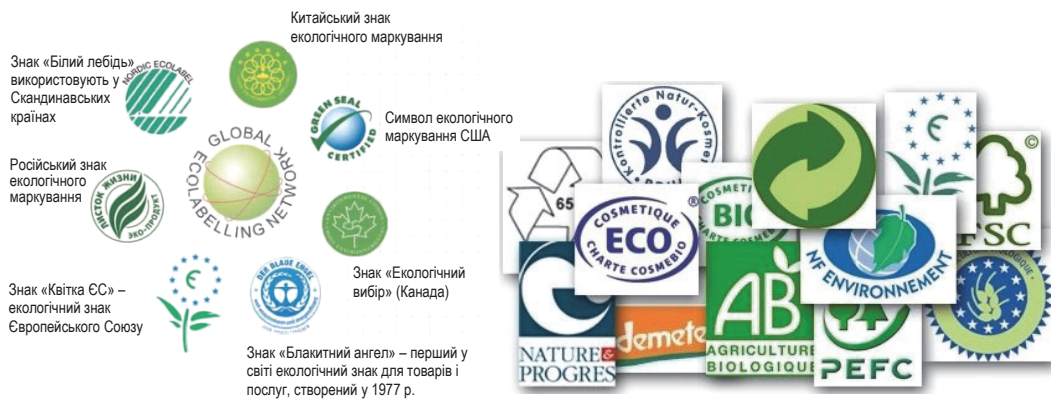 Китайський знак
екологічного маркування
Знак «Білий лебідь»
використовують у
Скандинавських
країнах
NORDIC ECOLABEL
GREEN SEAL
CERTIFIED
Символ екологічного
маркування США
GLOBAL
ECOLABELLING NETWORK
Російський знак
екологічного
маркування
ЛИСТОК ЖИЗНИ
ЭКО-ПРОДУКТ
Знак «Екологічний
вибір» (Канада)
Знак «Квітка ЄС» –
екологічний знак
Європейського Союзу
DER BLAUE ENGEL
Знак «Блакитний ангел» – перший у
світі екологічний знак для товарів і
послуг, створений у 1977 р.
Kontrollierte Natur-Kosme
65
COSMETIQUE
ECO
CHARTE COSMEBIO
®
COSMETIQUE
BIO
©
FSC
NF ENVIRONNEMENT
NATURE &
PROGRES
demete
AB
AGRICULTURE
BIOLOGIQUE
PEFC